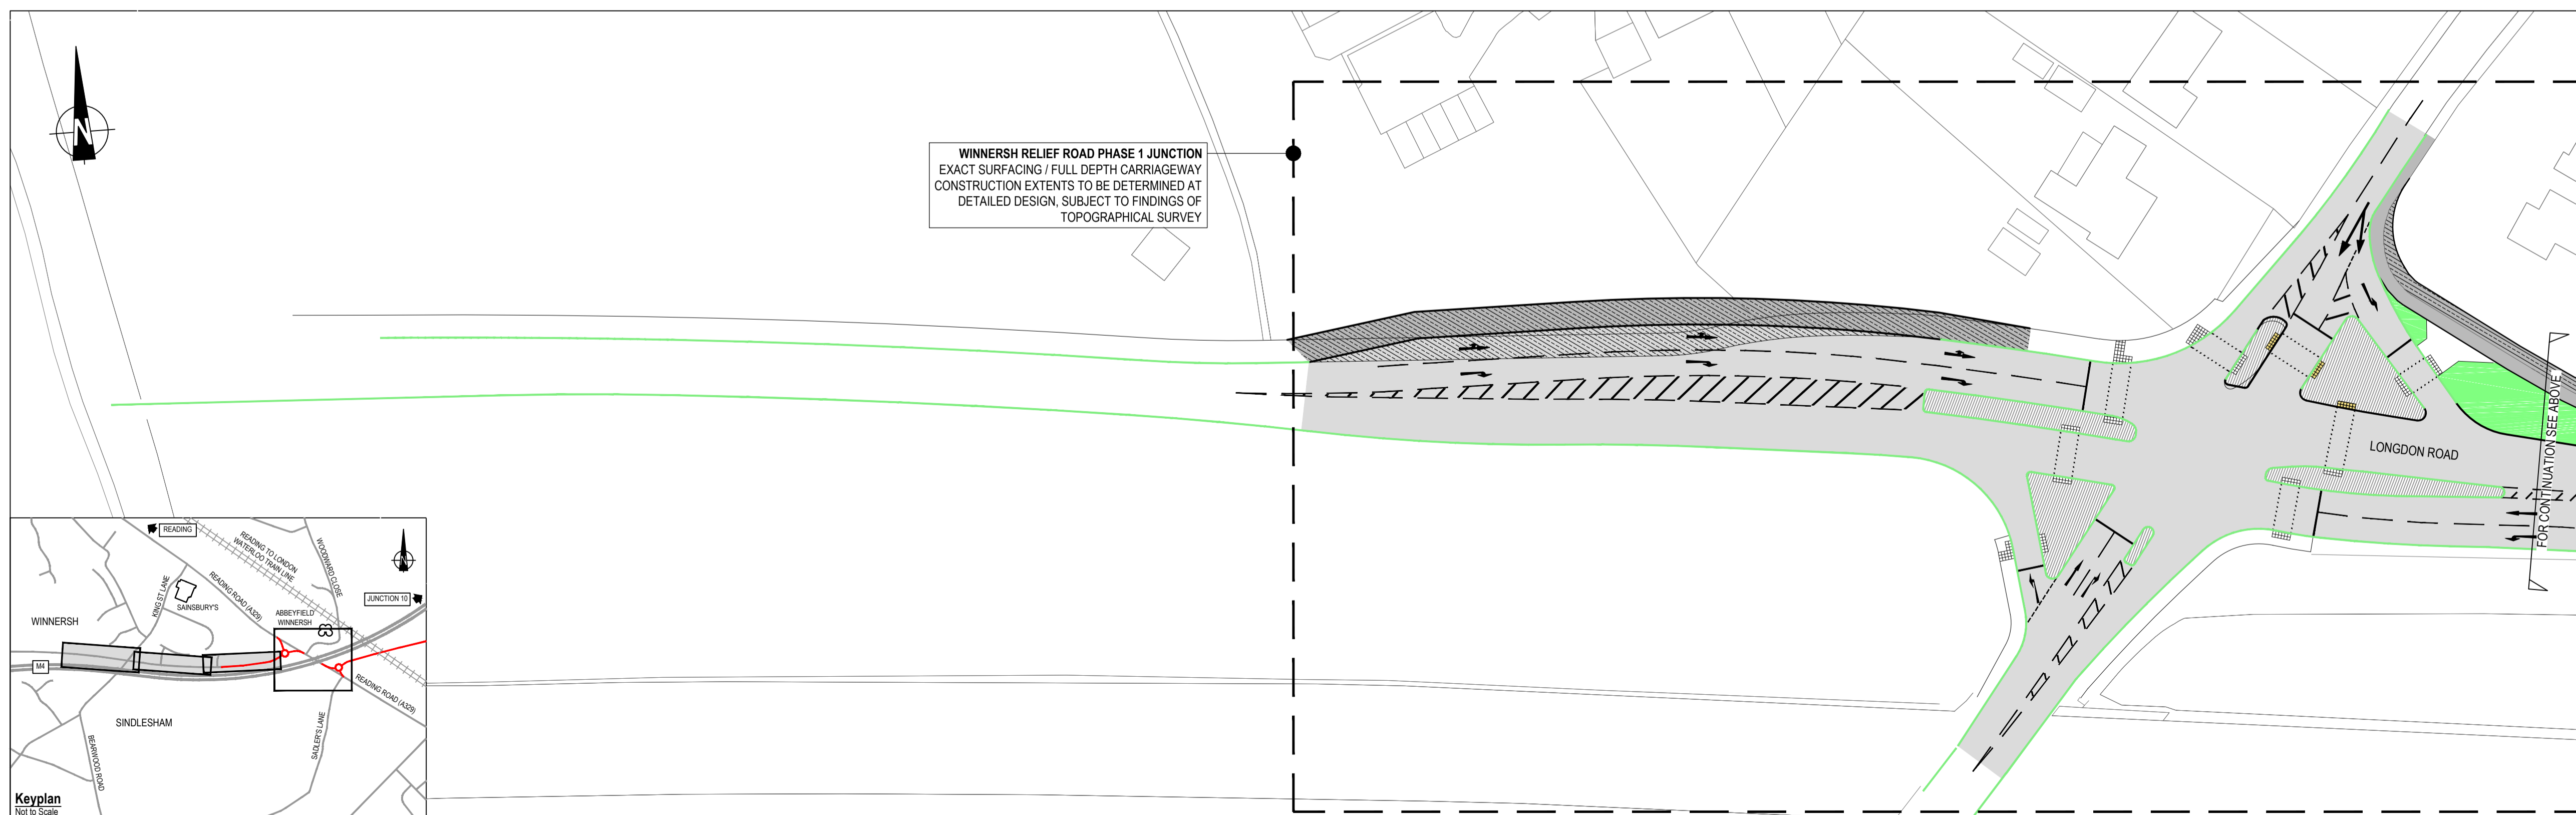 N
WINNERSH RELIEF ROAD PHASE 1 JUNCTION
EXACT SURFACING / FULL DEPTH CARRIAGEWAY
CONSTRUCTION EXTENTS TO BE DETERMINED AT
DETAILED DESIGN, SUBJECT TO FINDINGS OF
TOPOGRAPHICAL SURVEY
LONGDON ROAD
FOR CONTINUATION SEE ABOVE
READING
READING TO LONDON
WATERLOO TRAIN LINE
WOODWARD CLOSE
N
KING ST LANE
SAINSBURY'S
READING ROAD (A329)
JUNCTION 10
ABBEYFIELD
WINNERSH
WINNERSH
M4
READING ROAD (A329)
SINDLESHAM
SADLER'S LANE
BEARWOOD ROAD
Keyplan
Not to Scale